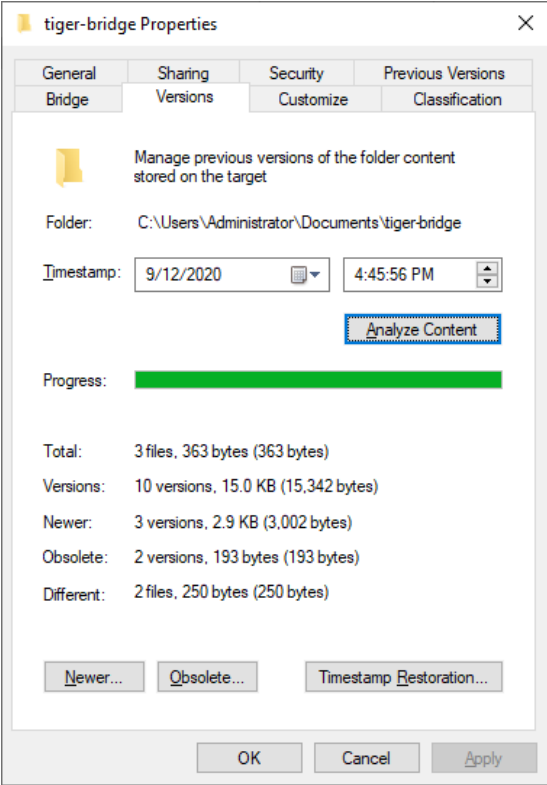 tiger-bridge Properties
General Sharing Security Previous Versions
Bridge Versions Customize Classification
Manage previous versions of the folder content
stored on the target
Folder: C:\Users\Administrator\Documents\tiger-bridge
Timestamp: 9/12/2020 4:45:56 PM
Analyze Content
Progress:
Total: 3 files, 363 bytes (363 bytes)
Versions: 10 versions, 15.0 KB (15,342 bytes)
Newer: 3 versions, 2.9 KB (3,002 bytes)
Obsolete: 2 versions, 193 bytes (193 bytes)
Different: 2 files, 250 bytes (250 bytes)
Newer... Obsolete... Timestamp Restoration...
OK Cancel Apply